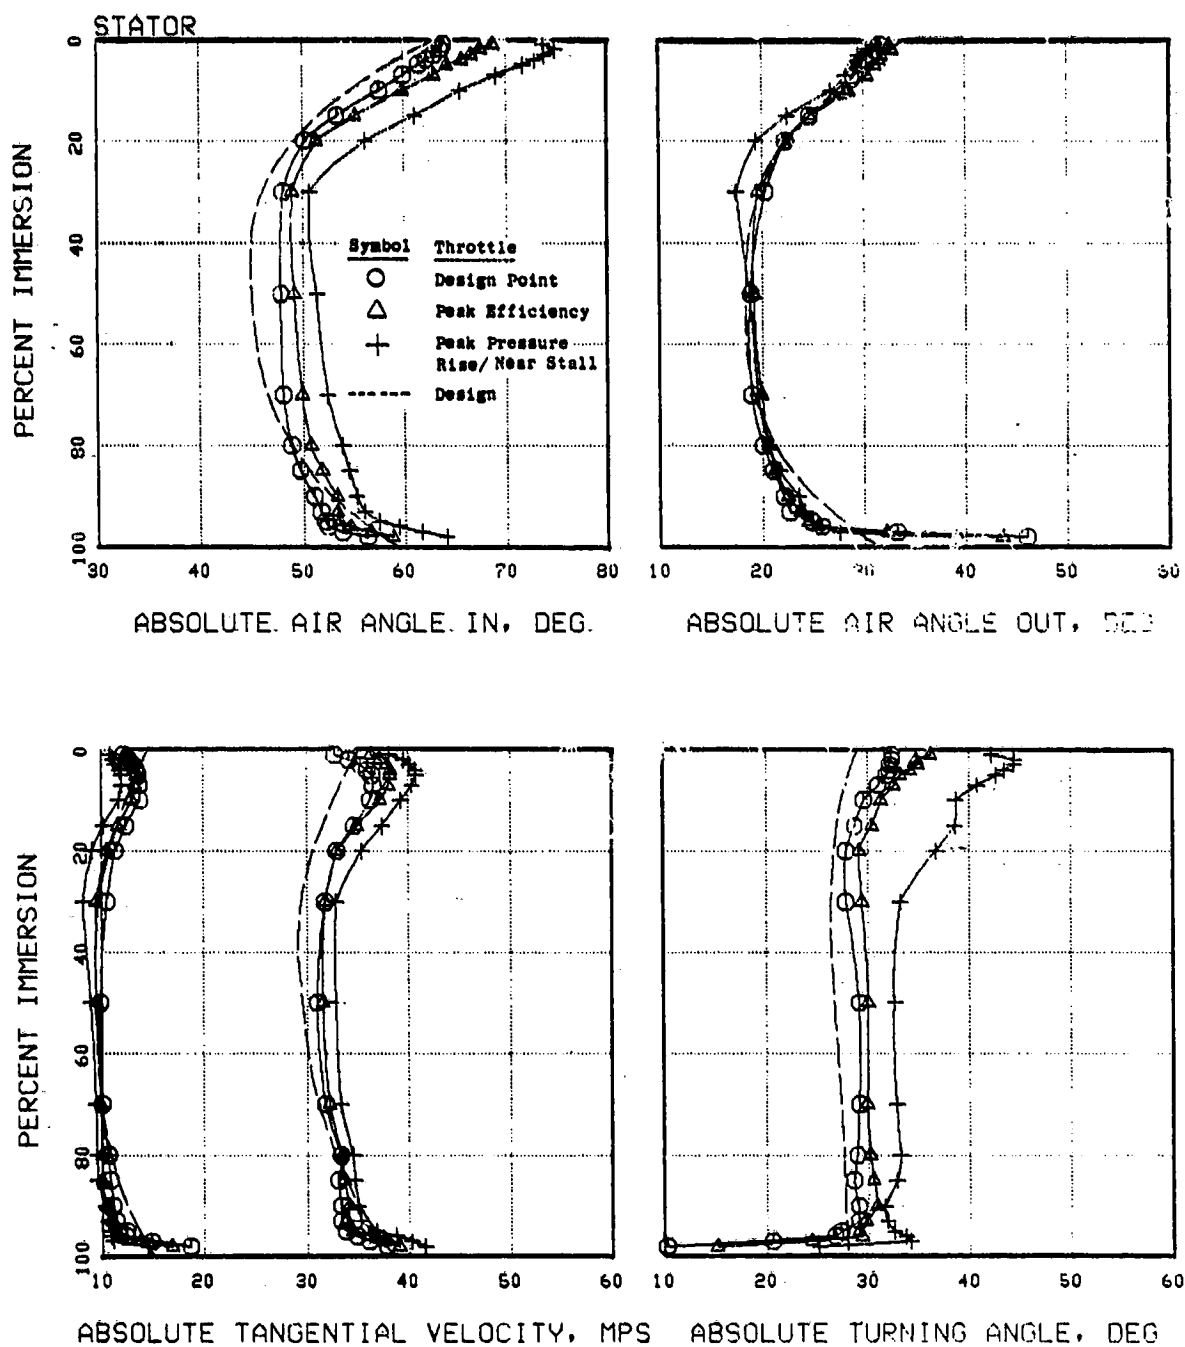 STATOR
0
20
40
60
80
100
PERCENT IMMERSION
Symbol Throttle
Design Point
Peak Efficiency
Peak Pressure
Rise/Near Stall
Design
30 40 50 60 70 80
ABSOLUTE AIR ANGLE IN, DEG.
10 20 30 40 50 60
ABSOLUTE AIR ANGLE OUT, DEG
0
20
40
60
80
100
PERCENT IMMERSION
10 20 30 40 50 60
ABSOLUTE TANGENTIAL VELOCITY, MPS
10 20 30 40 50 60
ABSOLUTE TURNING ANGLE, DEG